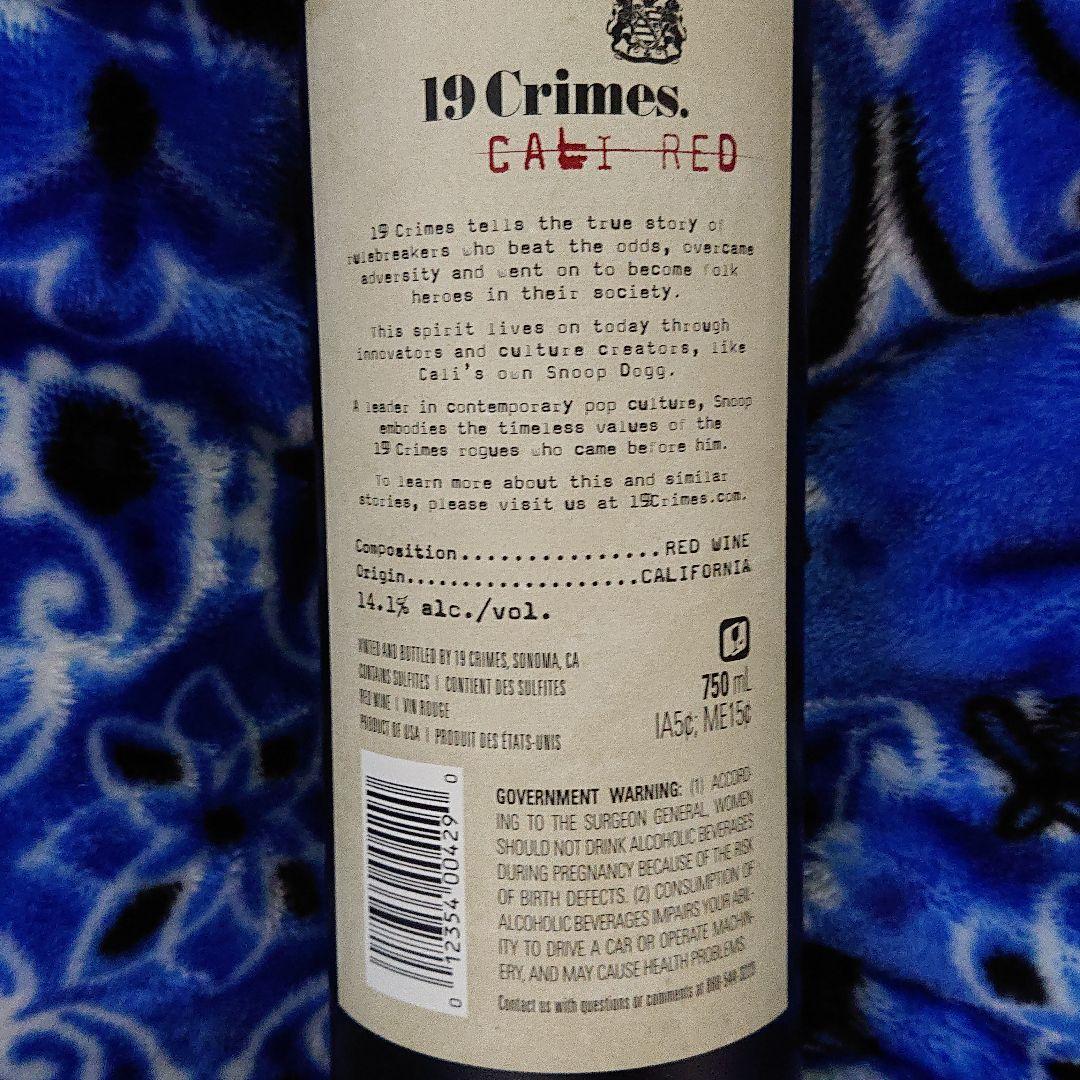 19 Crimes.
CALI RED
19 Crimes tells the true story of
rulebreakers who beat the odds, overcame
adversity and went on to become folk
heroes in their society.
This spirit lives on today through
innovators and culture creators, like
Cali's own Snoop Dogg.
A leader in contemporary pop culture, Snoop
embodies the timeless values of the
19 Crimes rogues who came before him.
To learn more about this and similar
stories, please visit us at 19Crimes.com.
Composition...............RED WINE
Origin..................CALIFORNIA
14.1% alc./vol.
VINTED AND BOTTLED BY 19 CRIMES, SONOMA, CA
CONTAINS SULFITES | CONTIENT DES SULFITES
RED WINE | VIN ROUGE
PRODUCT OF USA | PRODUIT DES ÉTATS-UNIS
750 mL
IA5¢; ME15¢
0 12354 00429 0
GOVERNMENT WARNING: (1) ACCORD-
ING TO THE SURGEON GENERAL, WOMEN
SHOULD NOT DRINK ALCOHOLIC BEVERAGES
DURING PREGNANCY BECAUSE OF THE RISK
OF BIRTH DEFECTS. (2) CONSUMPTION OF
ALCOHOLIC BEVERAGES IMPAIRS YOUR ABIL-
ITY TO DRIVE A CAR OR OPERATE MACHIN-
ERY, AND MAY CAUSE HEALTH PROBLEMS.
Contact us with questions or comments at